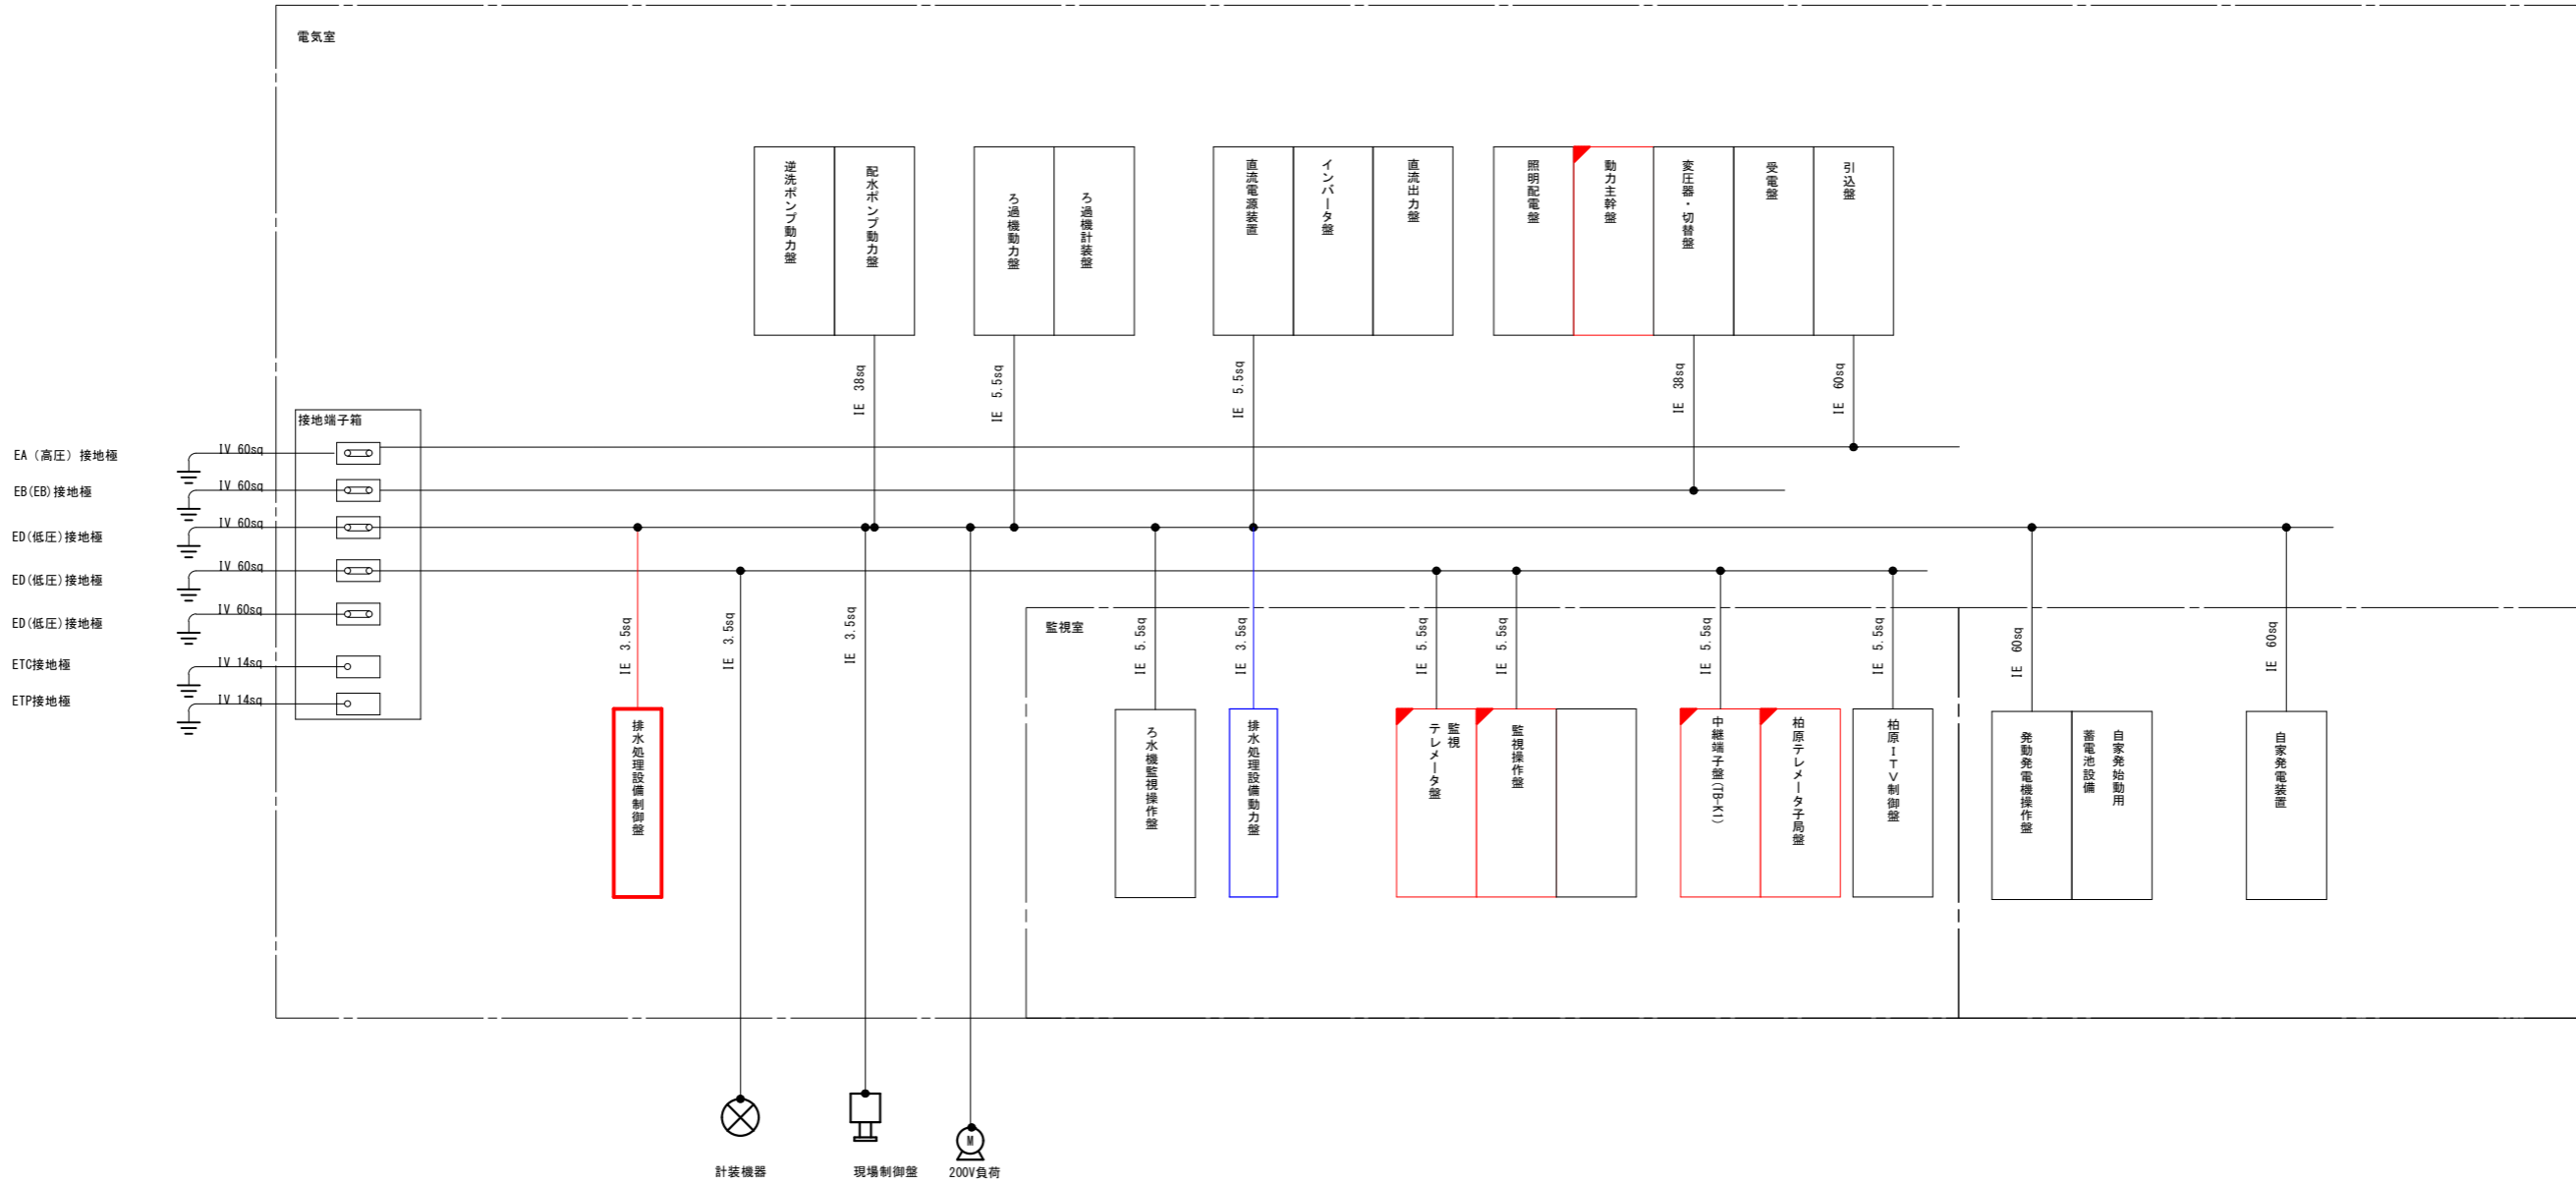 電気室
逆洗ポンプ動力盤
配水ポンプ動力盤
ろ過機動力盤
ろ過機計装盤
直流電源装置
インバータ盤
直流出力盤
照明配電盤
動力主幹盤
変圧器・切替盤
受電盤
引込盤
IE 38sq
IE 5.5sq
IE 5.5sq
IE 38sq
IE 60sq
接地端子箱
EA（高圧）接地極
IV 60sq
EB(EB)接地極
IV 60sq
ED(低圧)接地極
IV 60sq
ED(低圧)接地極
IV 60sq
ED(低圧)接地極
IV 60sq
ETC接地極
IV 14sq
ETP接地極
IV 14sq
IE 3.5sq
IE 3.5sq
IE 3.5sq
監視室
IE 5.5sq
IE 3.5sq
IE 5.5sq
IE 5.5sq
IE 5.5sq
IE 5.5sq
IE 60sq
IE 60sq
排水処理設備制御盤
ろ水機監視操作盤
排水処理設備動力盤
監視
テレメータ盤
監視操作盤
中継端子盤(TB-K1)
柏原テレメータ子局盤
柏原ITV制御盤
発動発電機操作盤
自家発始動用
蓄電池設備
自家発電装置
M
計装機器
現場制御盤
200V負荷